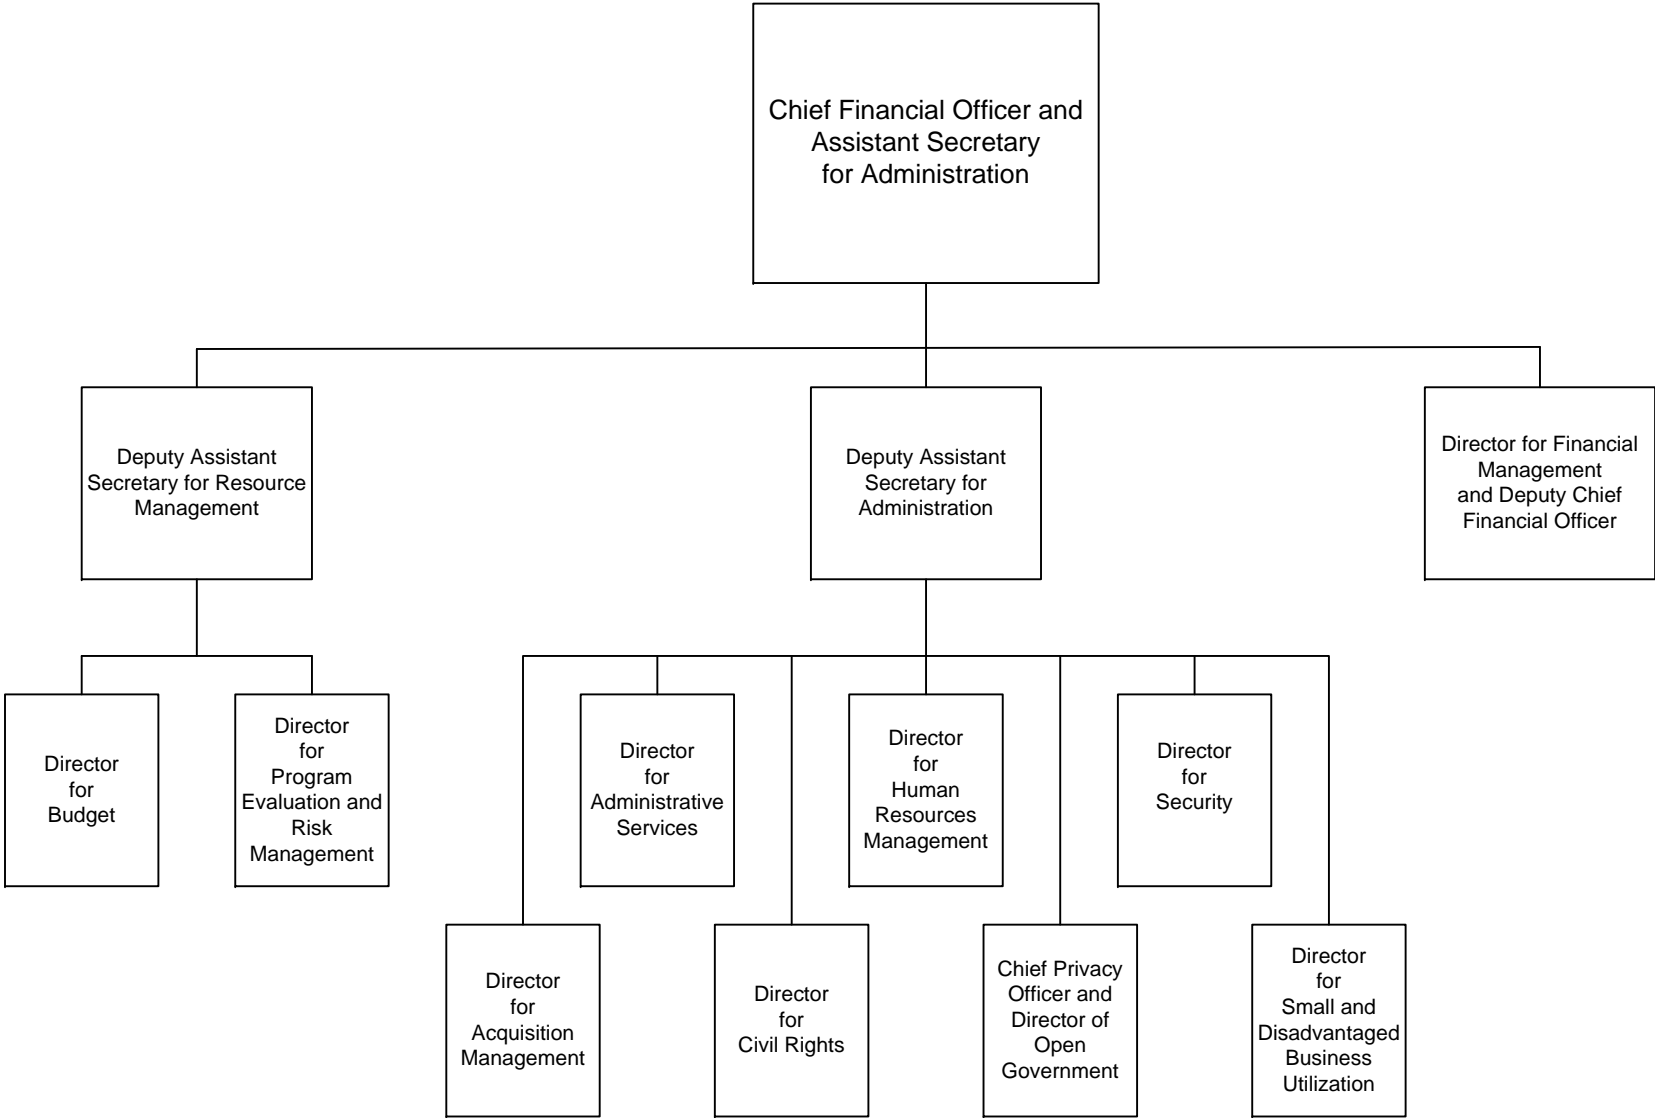 Chief Financial Officer and
Assistant Secretary
for Administration
Deputy Assistant
Secretary for Resource
Management
Deputy Assistant
Secretary for
Administration
Director for Financial
Management
and Deputy Chief
Financial Officer
Director
for
Budget
Director
for
Program
Evaluation and
Risk
Management
Director
for
Administrative
Services
Director
for
Human
Resources
Management
Director
for
Security
Director
for
Acquisition
Management
Director
for
Civil Rights
Chief Privacy
Officer and
Director of
Open
Government
Director
for
Small and
Disadvantaged
Business
Utilization